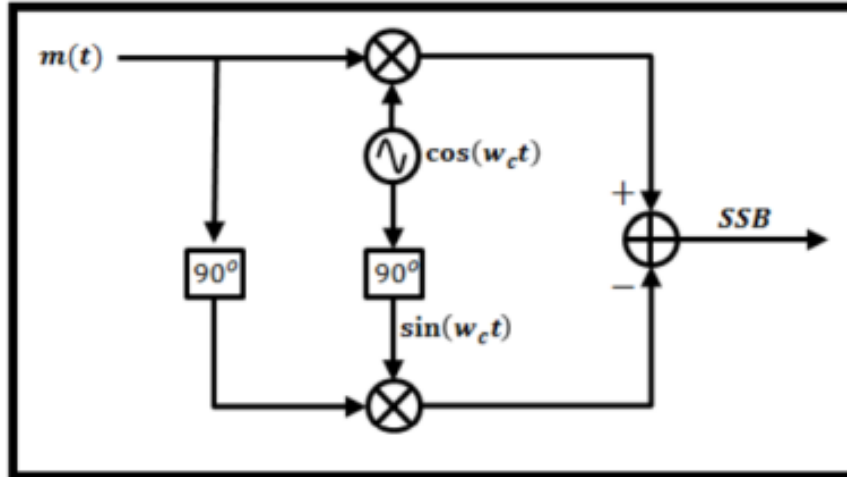 m(t)
cos(w_c t)
+
SSB
90°
90°
−
sin(w_c t)